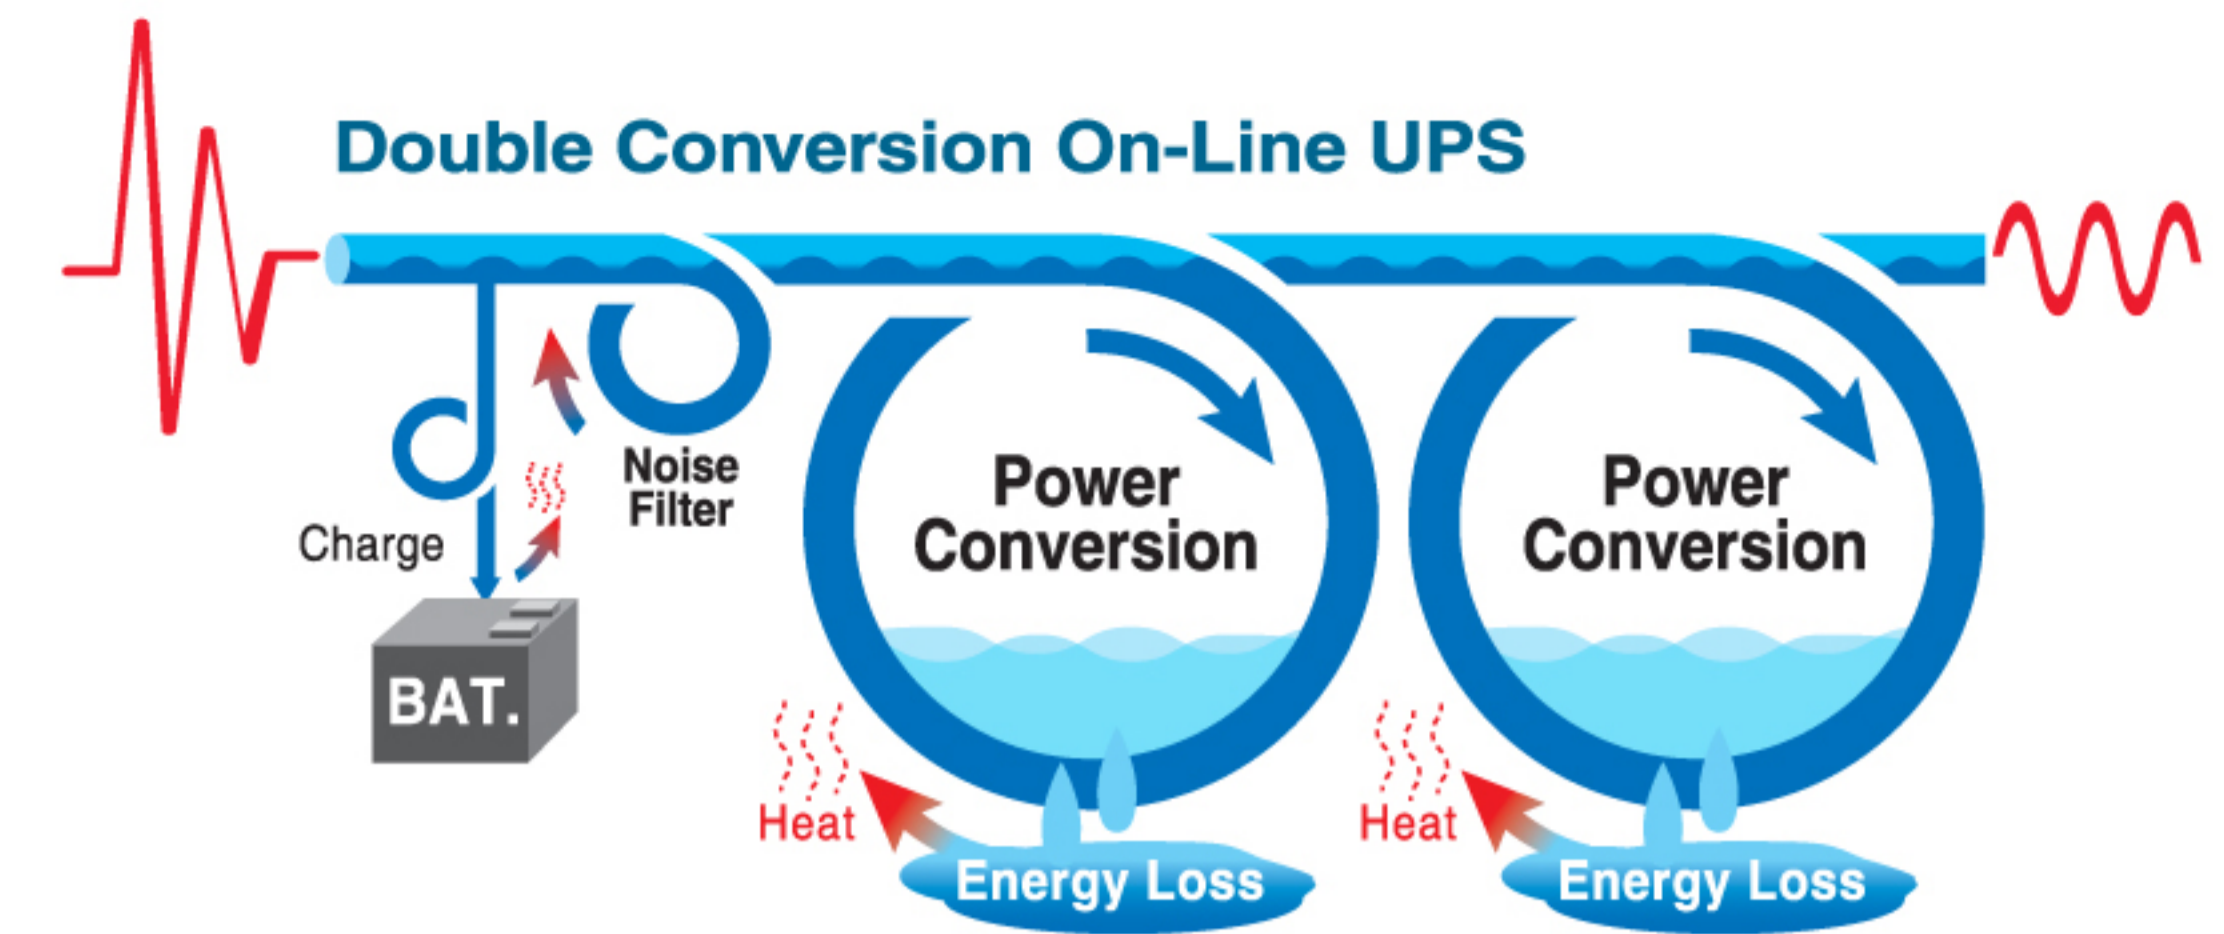 Double Conversion On-Line UPS
Noise
Filter
Charge
BAT.
Power
Conversion
Heat
Energy Loss
Power
Conversion
Heat
Energy Loss